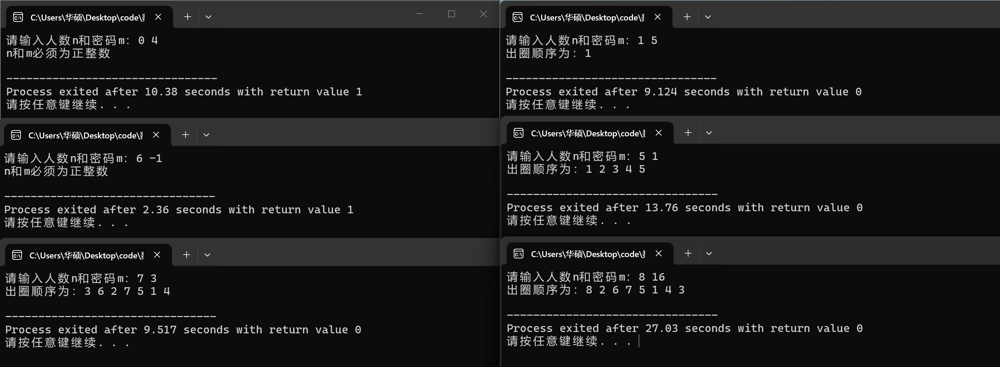 C:\Users\华硕\Desktop\code\
请输入人数n和密码m: 0 4
n和m必须为正整数
--------------------------------
Process exited after 10.38 seconds with return value 1
请按任意键继续. . .
C:\Users\华硕\Desktop\code\
请输入人数n和密码m: 6 -1
n和m必须为正整数
--------------------------------
Process exited after 2.36 seconds with return value 1
请按任意键继续. . .
C:\Users\华硕\Desktop\code\
请输入人数n和密码m: 7 3
出圈顺序为: 3 6 2 7 5 1 4
--------------------------------
Process exited after 9.517 seconds with return value 0
请按任意键继续. . .
C:\Users\华硕\Desktop\code\
请输入人数n和密码m: 1 5
出圈顺序为: 1
--------------------------------
Process exited after 9.124 seconds with return value 0
请按任意键继续. . .
C:\Users\华硕\Desktop\code\
请输入人数n和密码m: 5 1
出圈顺序为: 1 2 3 4 5
--------------------------------
Process exited after 13.76 seconds with return value 0
请按任意键继续. . .
C:\Users\华硕\Desktop\code\
请输入人数n和密码m: 8 16
出圈顺序为: 8 2 6 7 5 1 4 3
--------------------------------
Process exited after 27.03 seconds with return value 0
请按任意键继续. . .